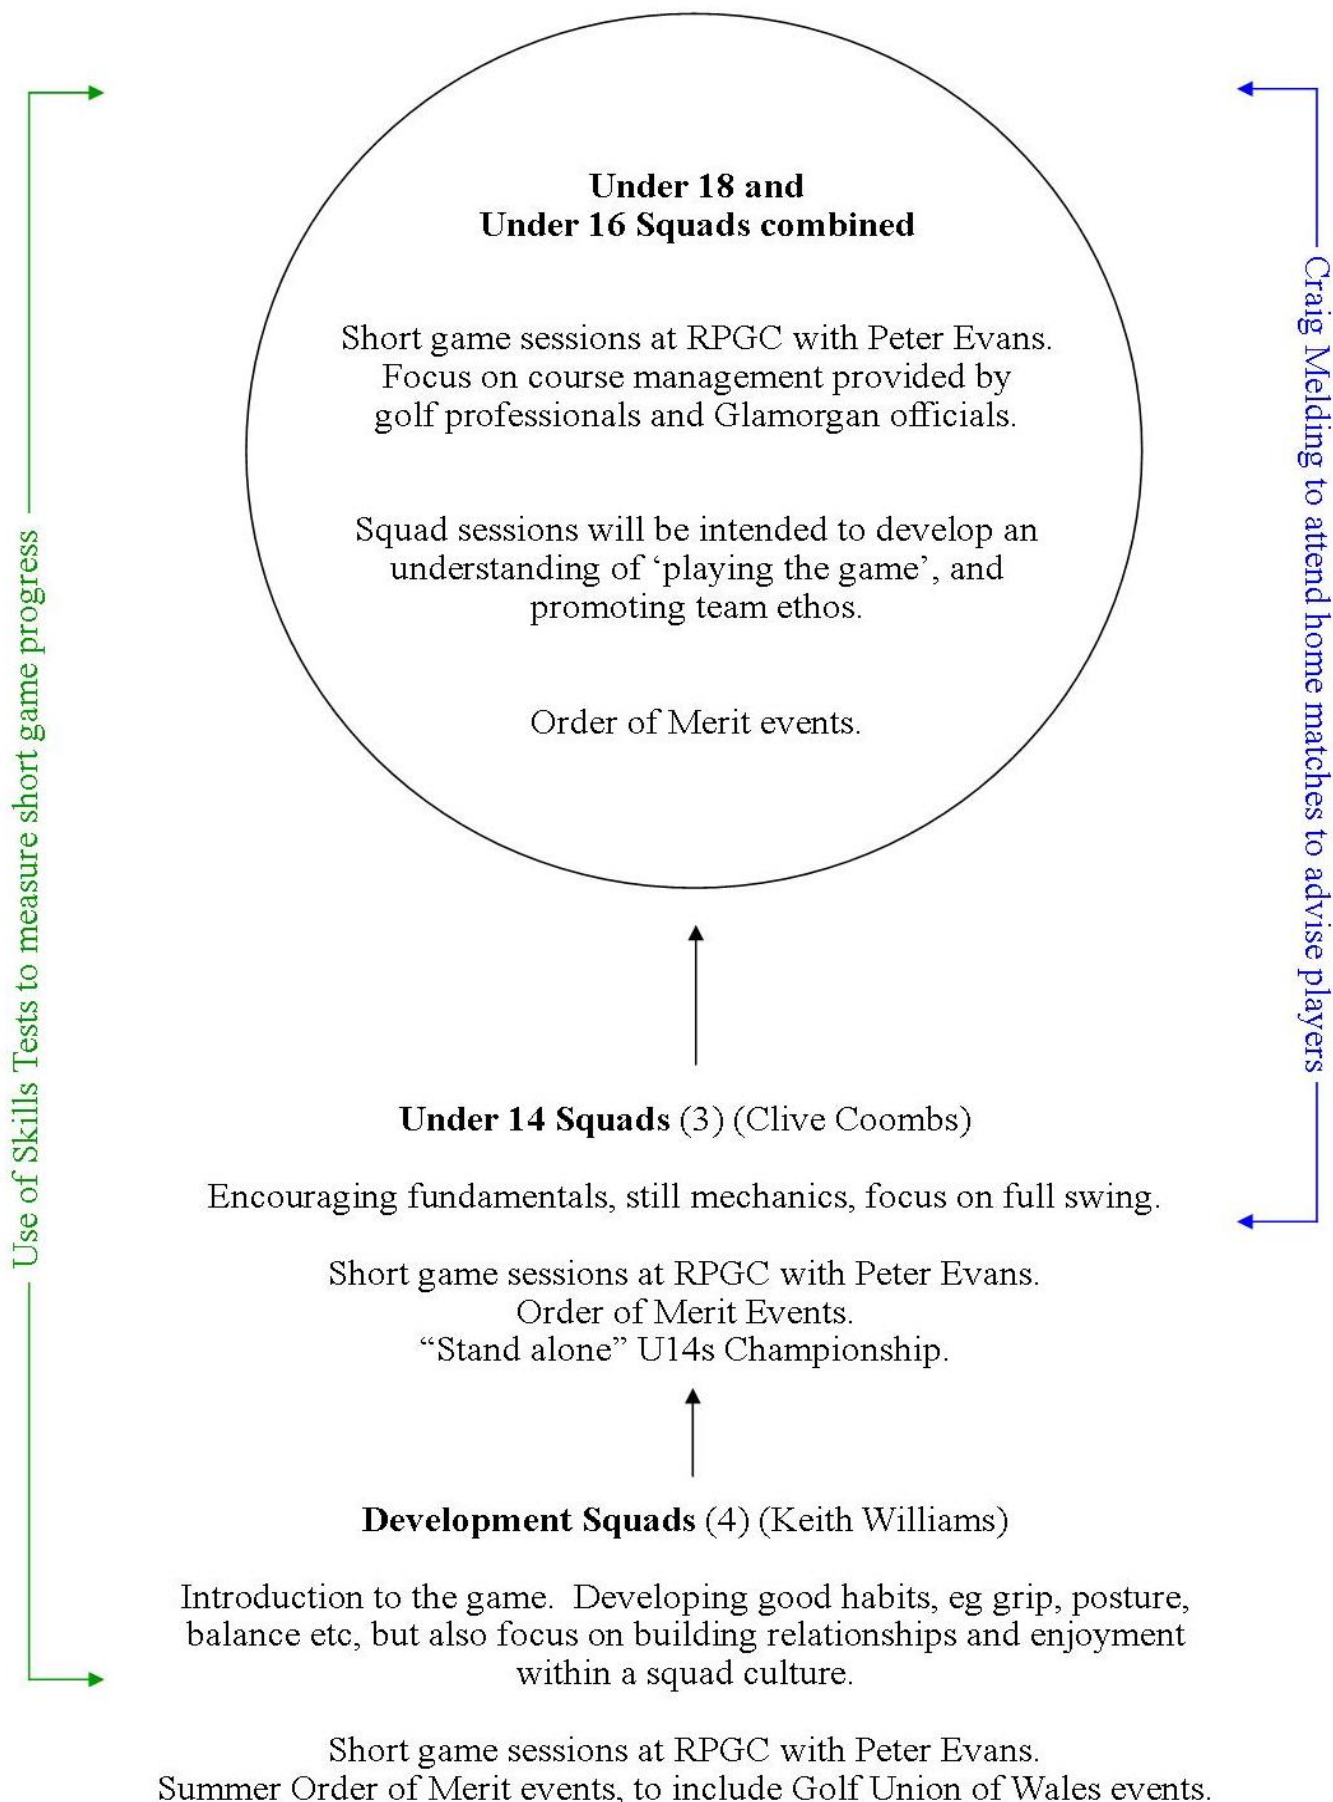 Under 18 and
Under 16 Squads combined
Short game sessions at RPGC with Peter Evans.
Focus on course management provided by
golf professionals and Glamorgan officials.
Squad sessions will be intended to develop an
understanding of ‘playing the game’, and
promoting team ethos.
Order of Merit events.
Use of Skills Tests to measure short game progress
Craig Melding to attend home matches to advise players
Under 14 Squads (3) (Clive Coombs)
Encouraging fundamentals, still mechanics, focus on full swing.
Short game sessions at RPGC with Peter Evans.
Order of Merit Events.
“Stand alone” U14s Championship.
Development Squads (4) (Keith Williams)
Introduction to the game.  Developing good habits, eg grip, posture,
balance etc, but also focus on building relationships and enjoyment
within a squad culture.
Short game sessions at RPGC with Peter Evans.
Summer Order of Merit events, to include Golf Union of Wales events.